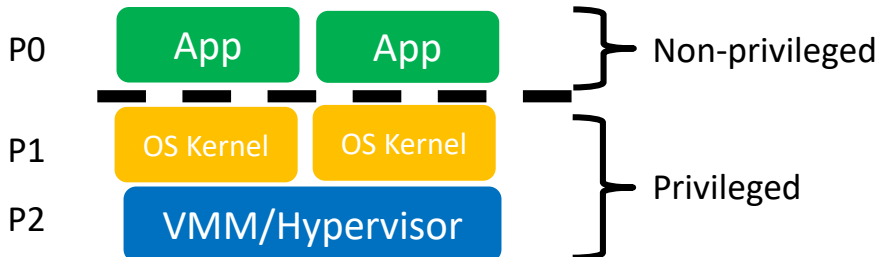 P0 App App Non-privileged
P1 OS Kernel OS Kernel
Privileged
P2 VMM/Hypervisor